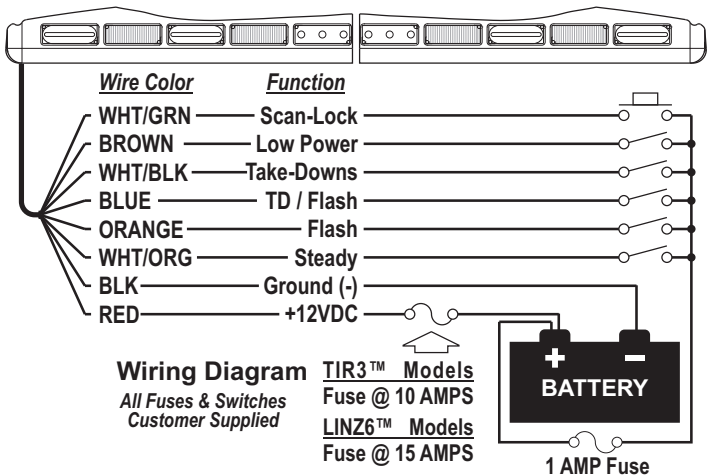 Wire Color Function
WHT/GRN Scan-Lock
BROWN Low Power
WHT/BLK Take-Downs
BLUE TD / Flash
ORANGE Flash
WHT/ORG Steady
BLK Ground (-)
RED +12VDC
Wiring Diagram
All Fuses & Switches
Customer Supplied
TIR3™ Models
Fuse @ 10 AMPS
LINZ6™ Models
Fuse @ 15 AMPS
+ −
BATTERY
1 AMP Fuse